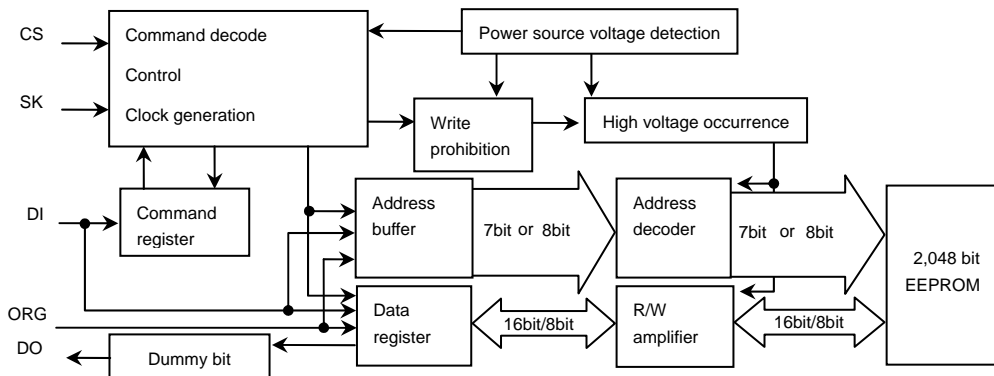 CS
Command decode
Control
Clock generation
Power source voltage detection
SK
Write
prohibition
High voltage occurrence
DI
Command
register
Address
buffer
7bit or 8bit
Address
decoder
7bit or 8bit
2,048 bit
EEPROM
ORG
Data
register
16bit/8bit
R/W
amplifier
16bit/8bit
DO
Dummy bit